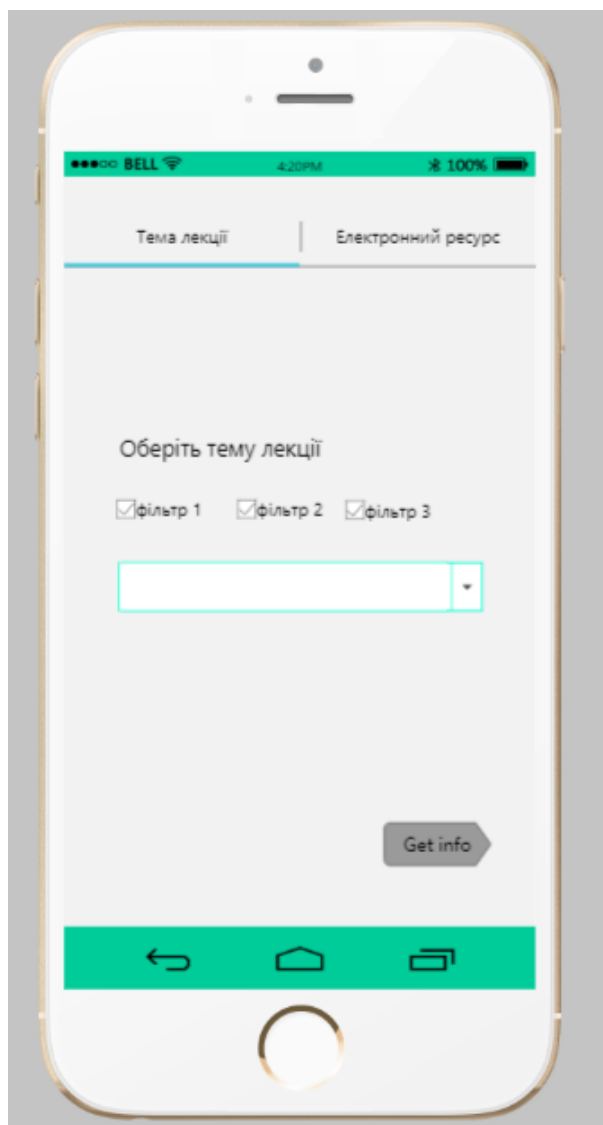 BELL 4:20PM 100%
Тема лекції Електронний ресурс
Оберіть тему лекції
фільтр 1 фільтр 2 фільтр 3
Get info